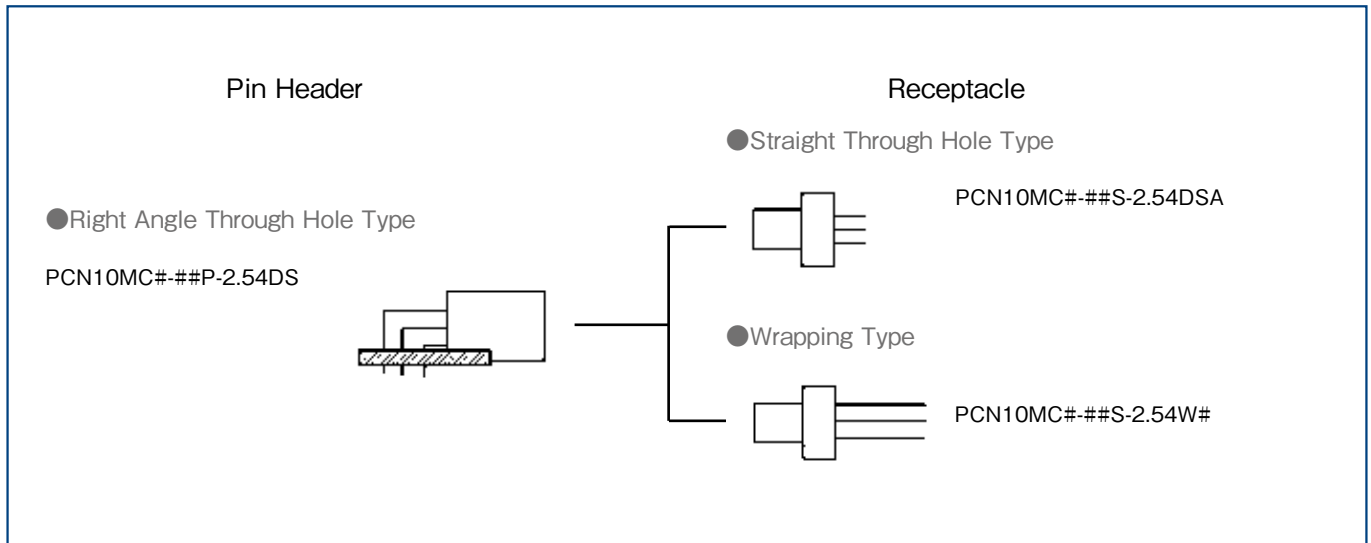 Pin Header
●Right Angle Through Hole Type
PCN10MC#-##P-2.54DS
Receptacle
●Straight Through Hole Type
PCN10MC#-##S-2.54DSA
●Wrapping Type
PCN10MC#-##S-2.54W#